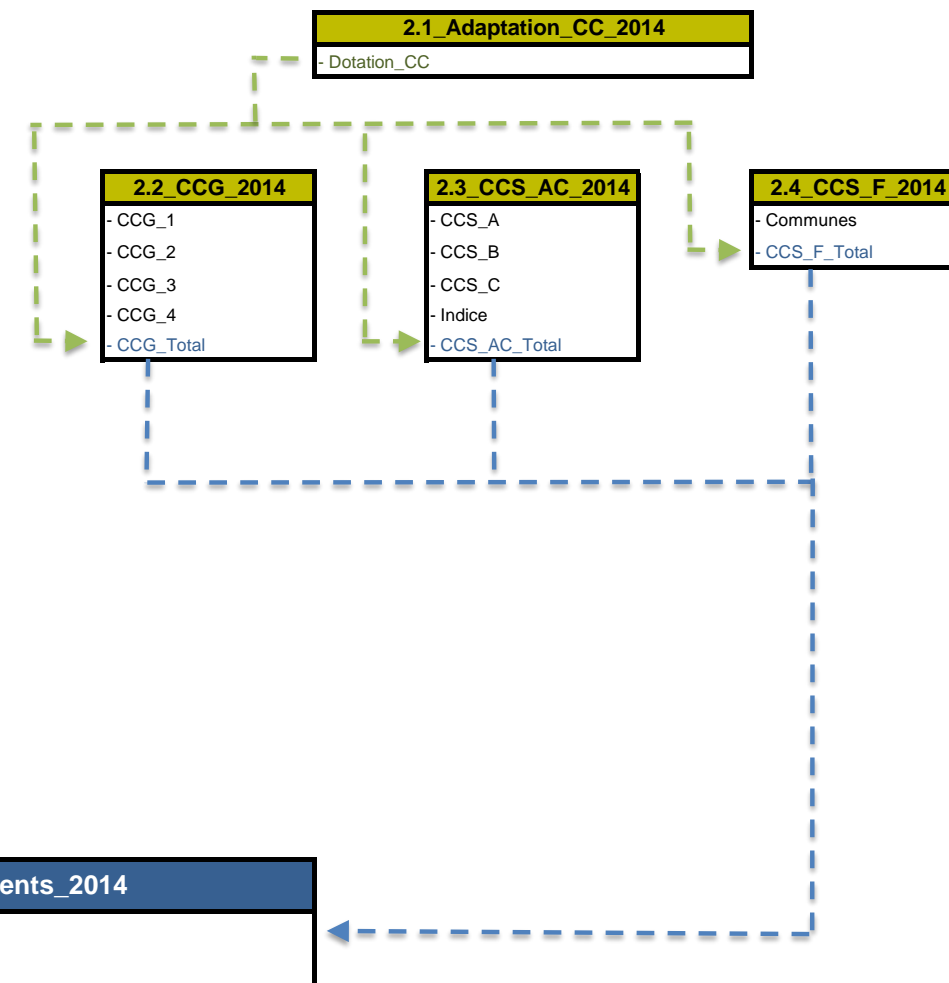 2.1_Adaptation_CC_2014
- Dotation_CC
2.2_CCG_2014
- CCG_1
- CCG_2
- CCG_3
- CCG_4
- CCG_Total
2.3_CCS_AC_2014
- CCS_A
- CCS_B
- CCS_C
- Indice
- CCS_AC_Total
2.4_CCS_F_2014
- Communes
- CCS_F_Total
ents_2014